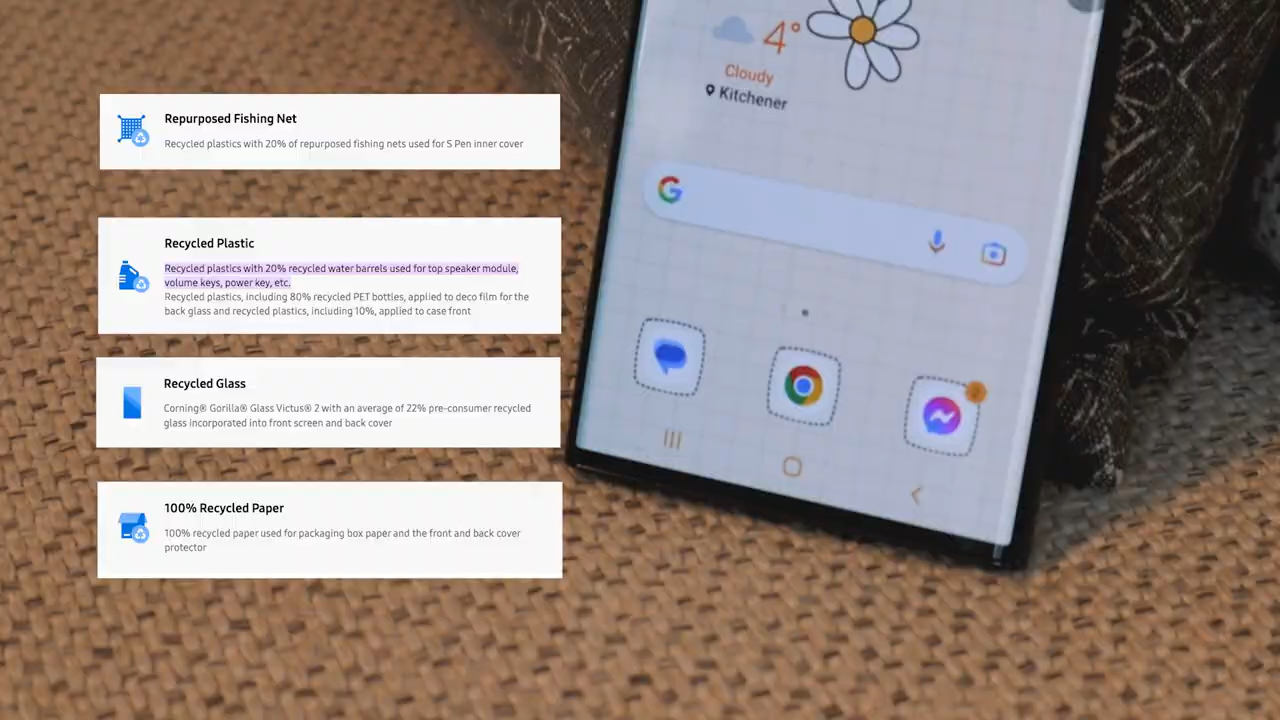 Repurposed Fishing Net
Recycled plastics with 20% of repurposed fishing nets used for S Pen inner cover
Recycled Plastic
Recycled plastics with 20% recycled water barrels used for top speaker module,
volume keys, power key, etc.
Recycled plastics, including 80% recycled PET bottles, applied to deco film for the
back glass and recycled plastics, including 10%, applied to case front
Recycled Glass
Corning® Gorilla® Glass Victus® 2 with an average of 22% pre-consumer recycled
glass incorporated into front screen and back cover
100% Recycled Paper
100% recycled paper used for packaging box paper and the front and back cover
protector
4°
Cloudy
Kitchener